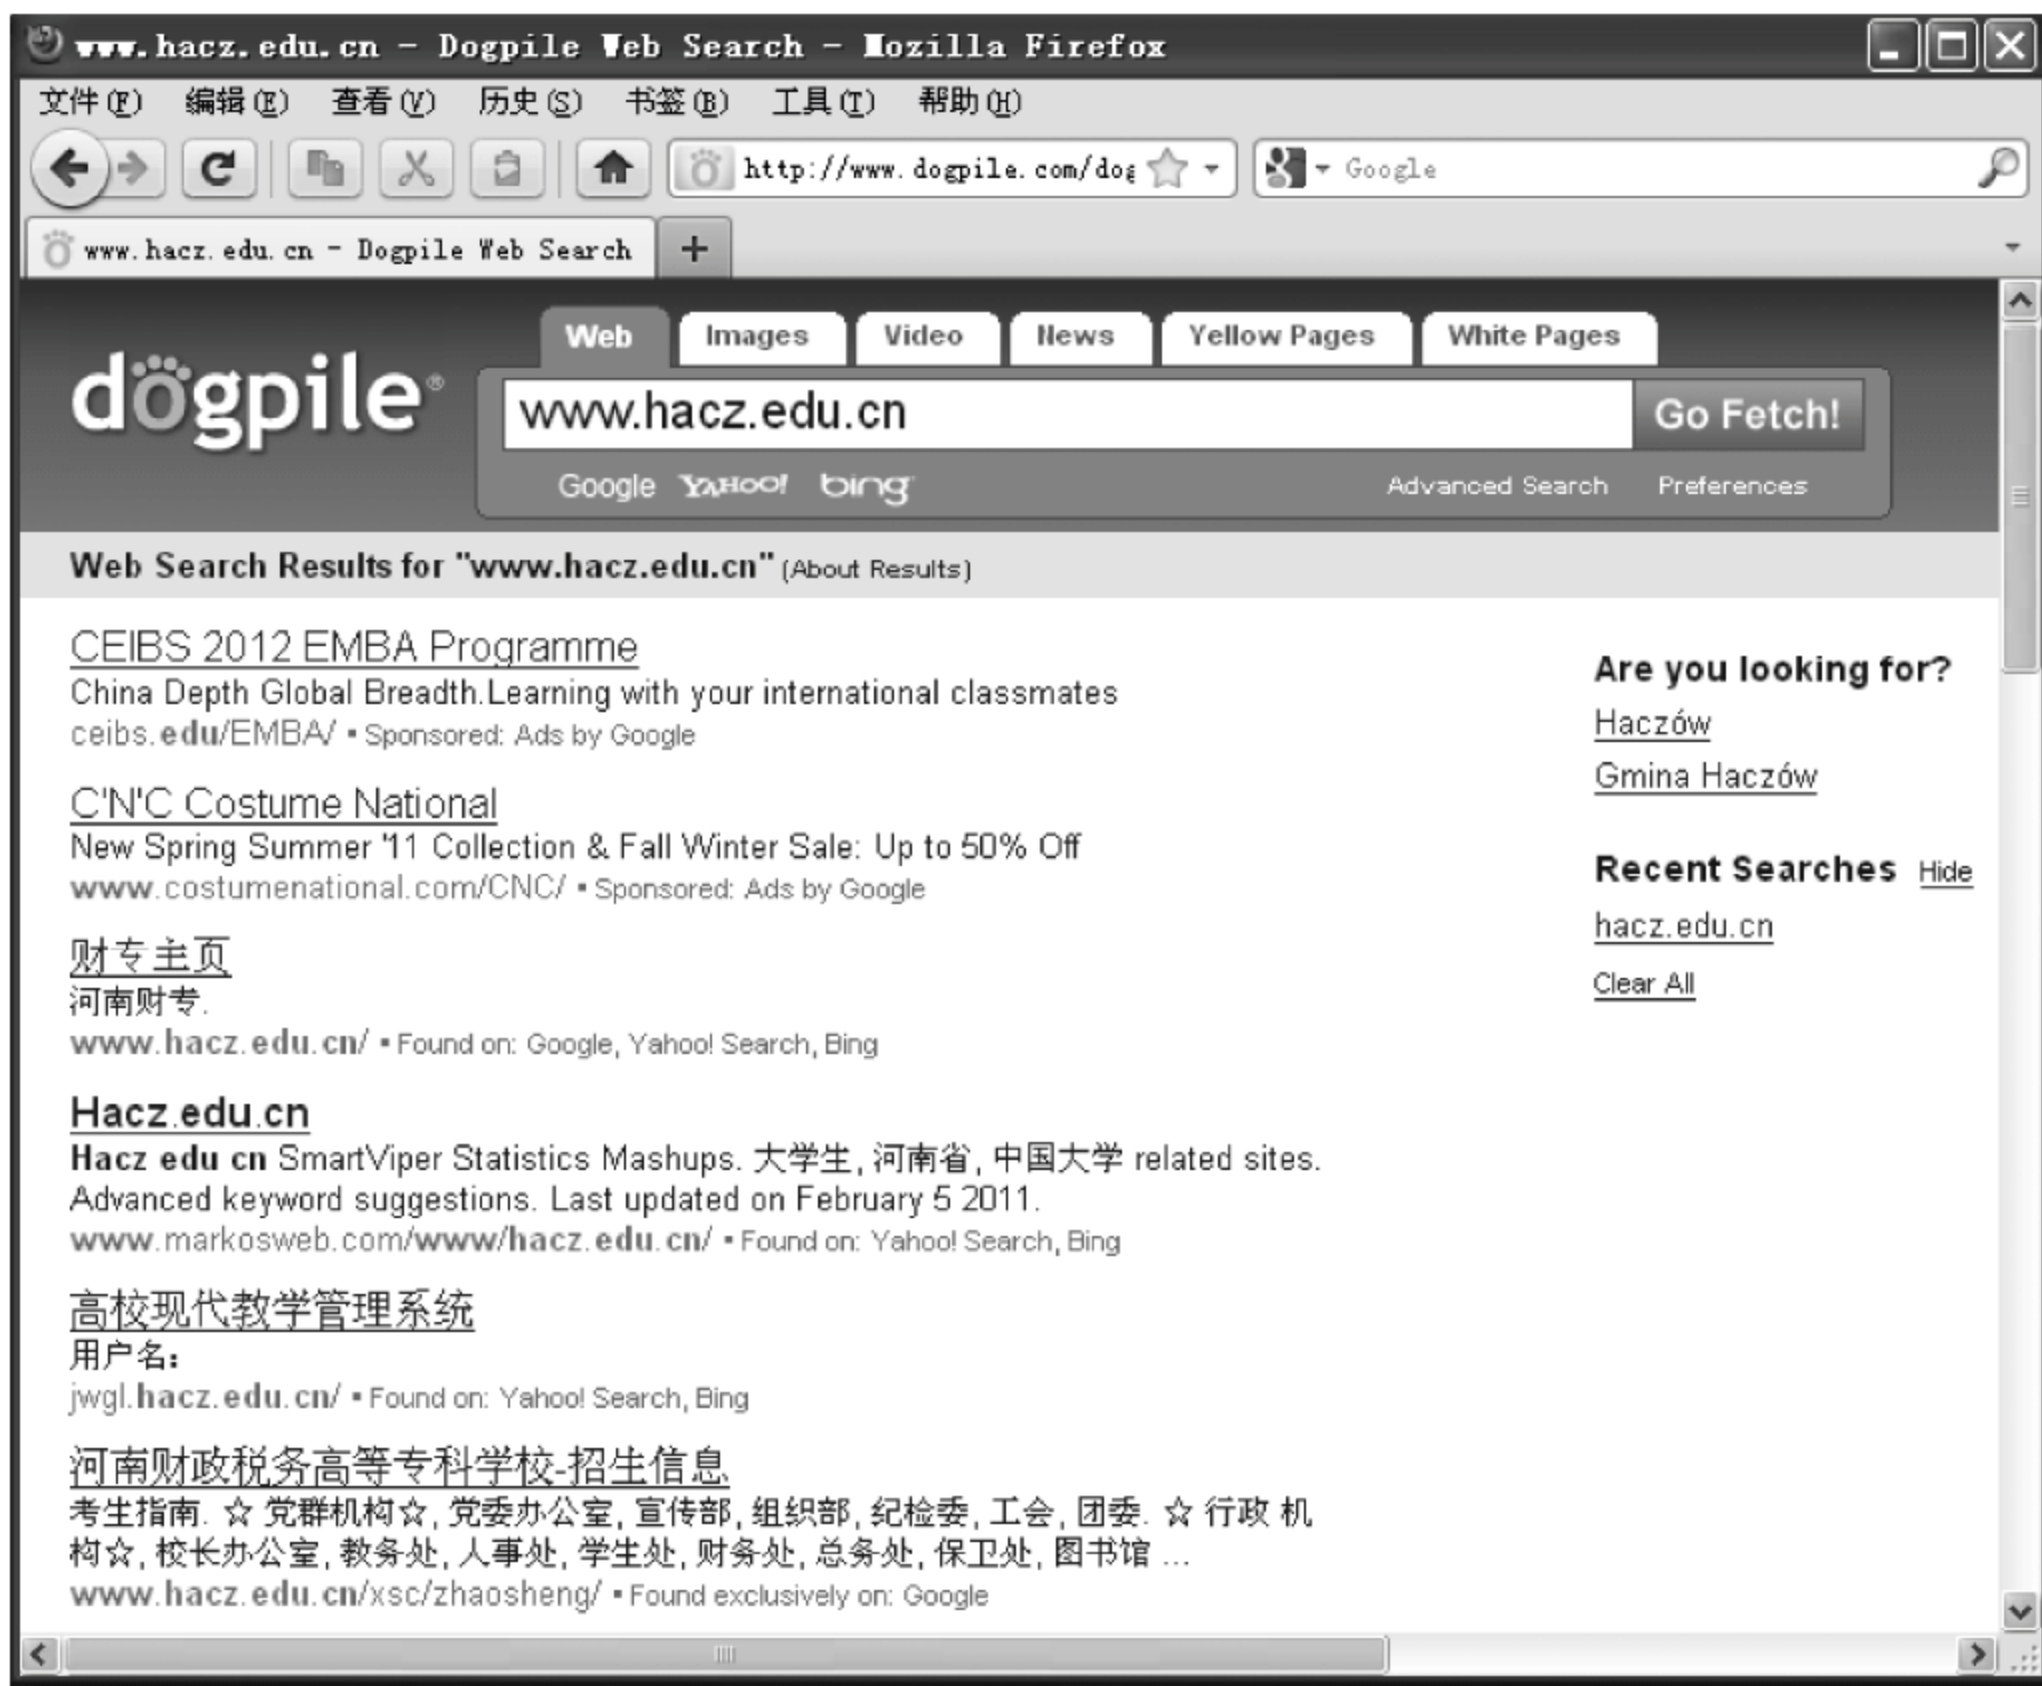 www.hacz.edu.cn - Dogpile Web Search - Mozilla Firefox
文件(F) 编辑(E) 查看(V) 历史(S) 书签(B) 工具(T) 帮助(H)
http://www.dogpile.com/dog Google
www.hacz.edu.cn - Dogpile Web Search +
Web Images Video News Yellow Pages White Pages
dogpile®
www.hacz.edu.cn Go Fetch!
Google YAHOO! bing Advanced Search Preferences
Web Search Results for "www.hacz.edu.cn" (About Results)
CEIBS 2012 EMBA Programme
China Depth Global Breadth.Learning with your international classmates
ceibs.edu/EMBA/ ▪ Sponsored: Ads by Google
C'N'C Costume National
New Spring Summer '11 Collection & Fall Winter Sale: Up to 50% Off
www.costumenational.com/CNC/ ▪ Sponsored: Ads by Google
财专主页
河南财专.
www.hacz.edu.cn/ ▪ Found on: Google, Yahoo! Search, Bing
Hacz.edu.cn
Hacz edu cn SmartViper Statistics Mashups. 大学生, 河南省, 中国大学 related sites.
Advanced keyword suggestions. Last updated on February 5 2011.
www.markosweb.com/www/hacz.edu.cn/ ▪ Found on: Yahoo! Search, Bing
高校现代教学管理系统
用户名:
jwgl.hacz.edu.cn/ ▪ Found on: Yahoo! Search, Bing
河南财政税务高等专科学校-招生信息
考生指南. ☆ 党群机构☆, 党委办公室, 宣传部, 组织部, 纪检委, 工会, 团委. ☆ 行政 机
构☆, 校长办公室, 教务处, 人事处, 学生处, 财务处, 总务处, 保卫处, 图书馆 ...
www.hacz.edu.cn/xsc/zhaosheng/ ▪ Found exclusively on: Google
Are you looking for?
Haczów
Gmina Haczów
Recent Searches Hide
hacz.edu.cn
Clear All